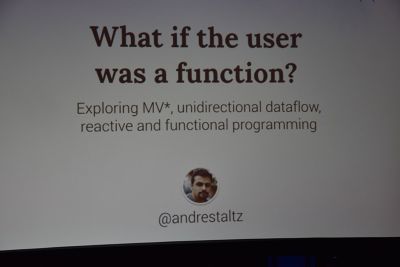 What if the user
was a function?
Exploring MV*, unidirectional dataflow,
reactive and functional programming
@andrestaltz